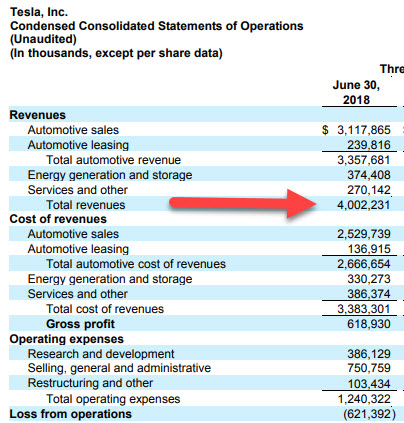 Tesla, Inc.
Condensed Consolidated Statements of Operations
(Unaudited)
(In thousands, except per share data)
Thre
June 30,
2018
Revenues
Automotive sales $ 3,117,865
Automotive leasing 239,816
Total automotive revenue 3,357,681
Energy generation and storage 374,408
Services and other 270,142
Total revenues 4,002,231
Cost of revenues
Automotive sales 2,529,739
Automotive leasing 136,915
Total automotive cost of revenues 2,666,654
Energy generation and storage 330,273
Services and other 386,374
Total cost of revenues 3,383,301
Gross profit 618,930
Operating expenses
Research and development 386,129
Selling, general and administrative 750,759
Restructuring and other 103,434
Total operating expenses 1,240,322
Loss from operations (621,392)